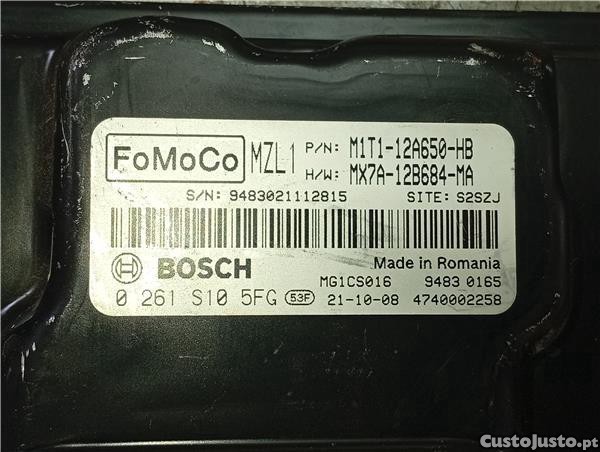 FoMoCo MZL1 P/N: M1T1-12A650-HB
H/W: MX7A-12B684-MA
S/N: 9483021112815 SITE: S2SZJ
BOSCH Made in Romania
MG1CS016 9483 0165
0 261 S10 5FG 53F 21-10-08 4740002258
CustoJusto.pt